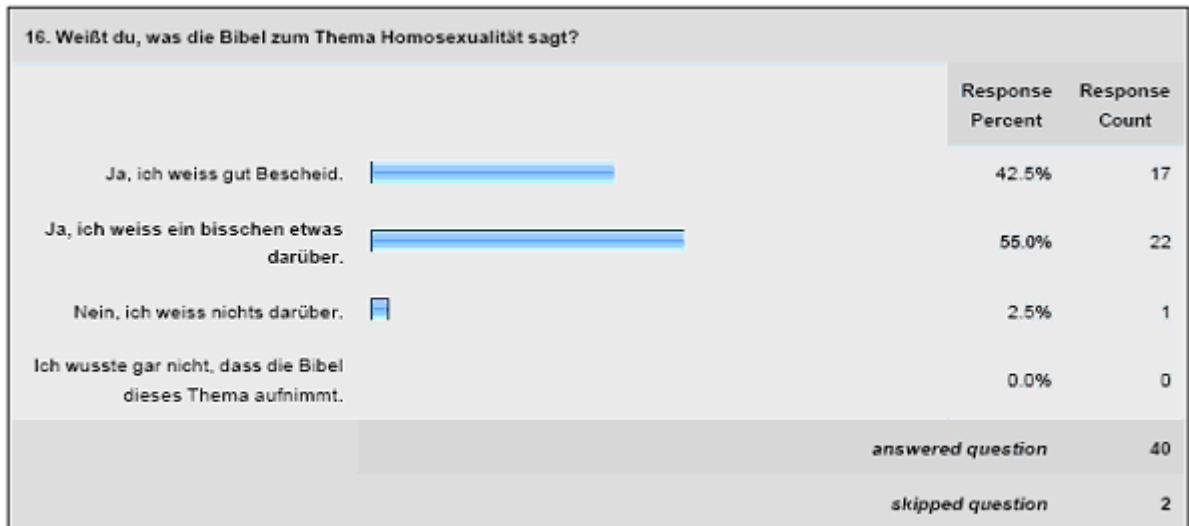 16. Weißt du, was die Bibel zum Thema Homosexualität sagt?
Response Response
Percent Count
Ja, ich weiss gut Bescheid. 42.5% 17
Ja, ich weiss ein bisschen etwas
darüber. 55.0% 22
Nein, ich weiss nichts darüber. 2.5% 1
Ich wusste gar nicht, dass die Bibel
dieses Thema aufnimmt. 0.0% 0
answered question 40
skipped question 2